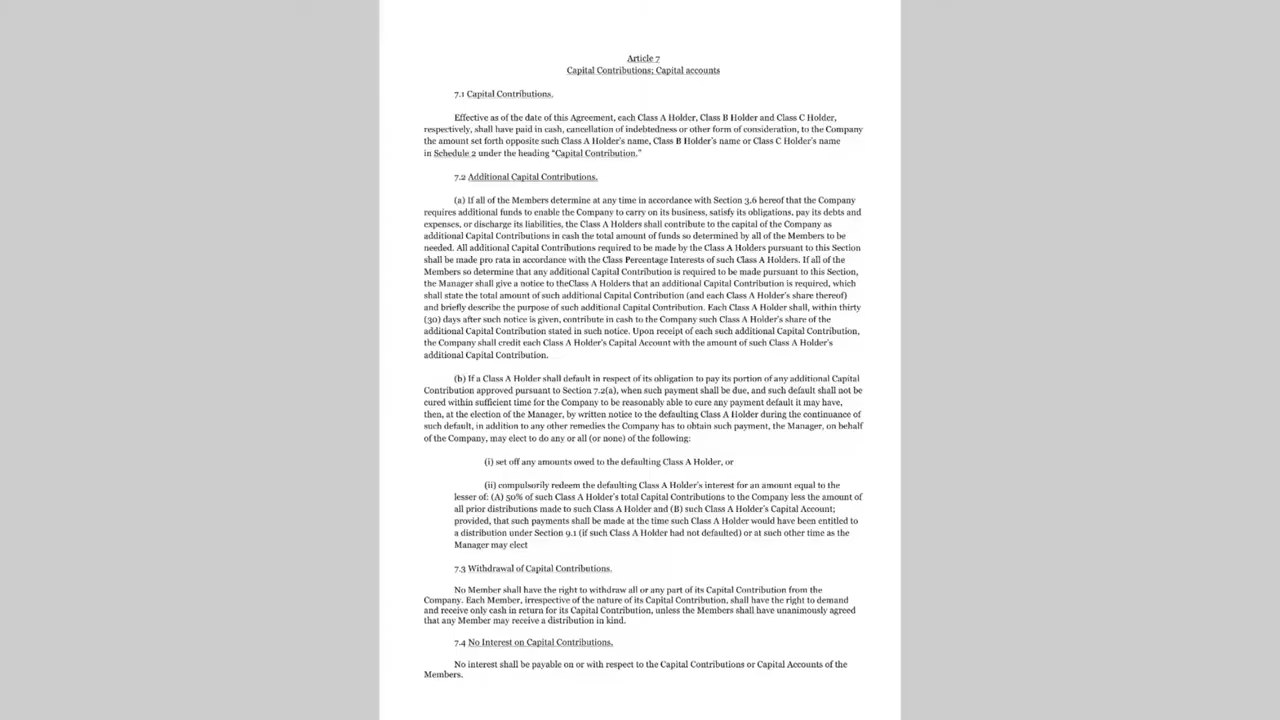 Article 7
Capital Contributions; Capital accounts
7.1 Capital Contributions.
Effective as of the date of this Agreement, each Class A Holder, Class B Holder and Class C Holder,
respectively, shall have paid in cash, cancellation of indebtedness or other form of consideration, to the Company
the amount set forth opposite such Class A Holder's name, Class B Holder's name or Class C Holder's name
in Schedule 2 under the heading "Capital Contribution."
7.2 Additional Capital Contributions.
(a) If all of the Members determine at any time in accordance with Section 3.6 hereof that the Company
requires additional funds to enable the Company to carry on its business, satisfy its obligations, pay its debts and
expenses, or discharge its liabilities, the Class A Holders shall contribute to the capital of the Company as
additional Capital Contributions in cash the total amount of funds so determined by all of the Members to be
needed. All additional Capital Contributions required to be made by the Class A Holders pursuant to this Section
shall be made pro rata in accordance with the Class Percentage Interests of such Class A Holders. If all of the
Members so determine that any additional Capital Contribution is required to be made pursuant to this Section,
the Manager shall give a notice to theClass A Holders that an additional Capital Contribution is required, which
shall state the total amount of such additional Capital Contribution (and each Class A Holder's share thereof)
and briefly describe the purpose of such additional Capital Contribution. Each Class A Holder shall, within thirty
(30) days after such notice is given, contribute in cash to the Company such Class A Holder's share of the
additional Capital Contribution stated in such notice. Upon receipt of each such additional Capital Contribution,
the Company shall credit each Class A Holder's Capital Account with the amount of such Class A Holder's
additional Capital Contribution.
(b) If a Class A Holder shall default in respect of its obligation to pay its portion of any additional Capital
Contribution approved pursuant to Section 7.2(a), when such payment shall be due, and such default shall not be
cured within sufficient time for the Company to be reasonably able to cure any payment default it may have,
then, at the election of the Manager, by written notice to the defaulting Class A Holder during the continuance of
such default, in addition to any other remedies the Company has to obtain such payment, the Manager, on behalf
of the Company, may elect to do any or all (or none) of the following:
(i) set off any amounts owed to the defaulting Class A Holder, or
(ii) compulsorily redeem the defaulting Class A Holder's interest for an amount equal to the
lesser of: (A) 50% of such Class A Holder's total Capital Contributions to the Company less the amount of
all prior distributions made to such Class A Holder and (B) such Class A Holder's Capital Account;
provided, that such payments shall be made at the time such Class A Holder would have been entitled to
a distribution under Section 9.1 (if such Class A Holder had not defaulted) or at such other time as the
Manager may elect
7.3 Withdrawal of Capital Contributions.
No Member shall have the right to withdraw all or any part of its Capital Contribution from the
Company. Each Member, irrespective of the nature of its Capital Contribution, shall have the right to demand
and receive only cash in return for its Capital Contribution, unless the Members shall have unanimously agreed
that any Member may receive a distribution in kind.
7.4 No Interest on Capital Contributions.
No interest shall be payable on or with respect to the Capital Contributions or Capital Accounts of the
Members.